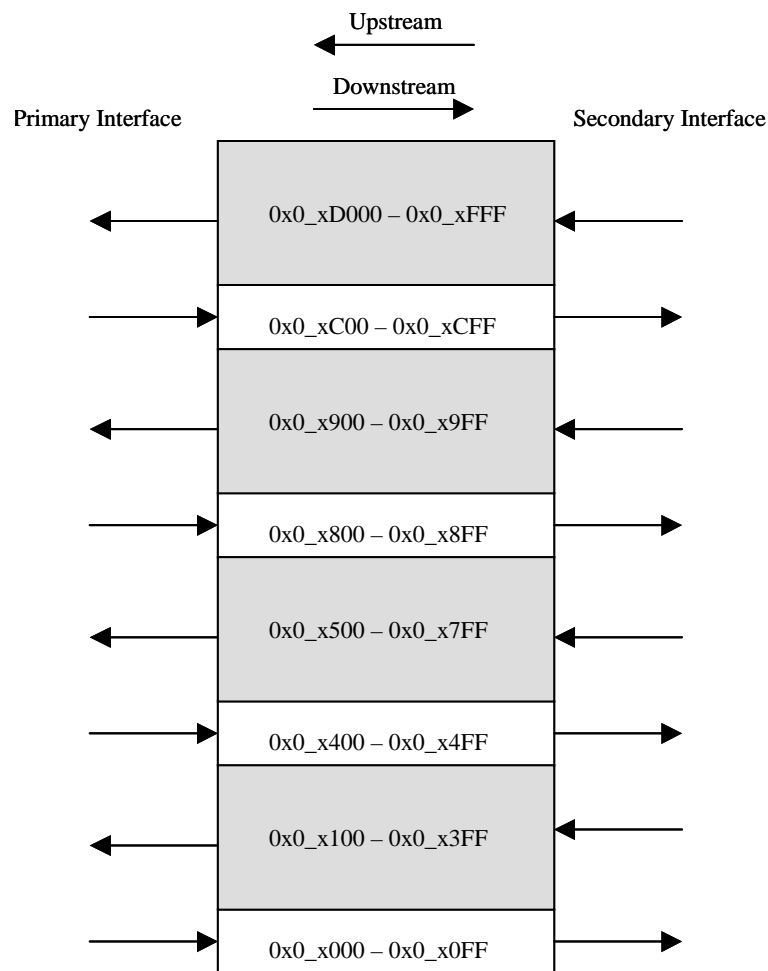 Upstream
Downstream
Primary Interface
Secondary Interface
0x0_xD000 – 0x0_xFFF
0x0_xC00 – 0x0_xCFF
0x0_x900 – 0x0_x9FF
0x0_x800 – 0x0_x8FF
0x0_x500 – 0x0_x7FF
0x0_x400 – 0x0_x4FF
0x0_x100 – 0x0_x3FF
0x0_x000 – 0x0_x0FF